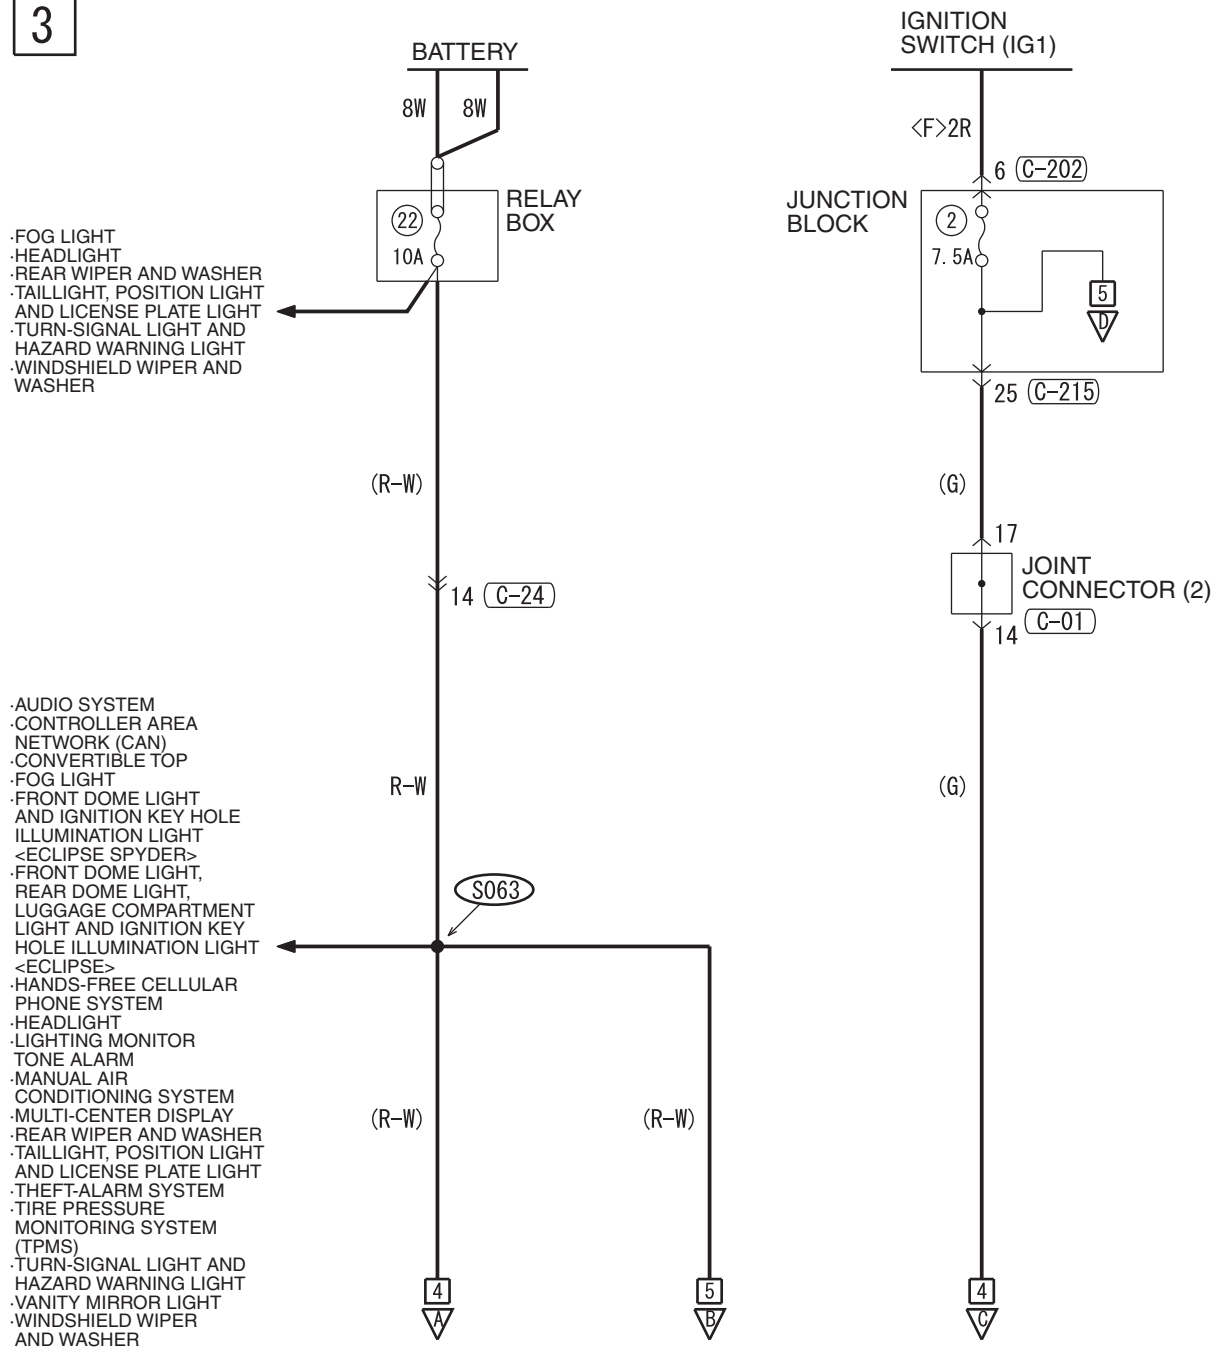 3
BATTERY
8W
8W
RELAY
BOX
22
10A
·FOG LIGHT
·HEADLIGHT
·REAR WIPER AND WASHER
·TAILLIGHT, POSITION LIGHT
AND LICENSE PLATE LIGHT
·TURN-SIGNAL LIGHT AND
HAZARD WARNING LIGHT
·WINDSHIELD WIPER AND
WASHER
(R-W)
14
C-24
·AUDIO SYSTEM
·CONTROLLER AREA
NETWORK (CAN)
·CONVERTIBLE TOP
·FOG LIGHT
·FRONT DOME LIGHT
AND IGNITION KEY HOLE
ILLUMINATION LIGHT
<ECLIPSE SPYDER>
·FRONT DOME LIGHT,
REAR DOME LIGHT,
LUGGAGE COMPARTMENT
LIGHT AND IGNITION KEY
HOLE ILLUMINATION LIGHT
<ECLIPSE>
·HANDS-FREE CELLULAR
PHONE SYSTEM
·HEADLIGHT
·LIGHTING MONITOR
TONE ALARM
·MANUAL AIR
CONDITIONING SYSTEM
·MULTI-CENTER DISPLAY
·REAR WIPER AND WASHER
·TAILLIGHT, POSITION LIGHT
AND LICENSE PLATE LIGHT
·THEFT-ALARM SYSTEM
·TIRE PRESSURE
MONITORING SYSTEM
(TPMS)
·TURN-SIGNAL LIGHT AND
HAZARD WARNING LIGHT
·VANITY MIRROR LIGHT
·WINDSHIELD WIPER
AND WASHER
R-W
S063
(R-W)
(R-W)
4
A
5
B
IGNITION
SWITCH (IG1)
<F>2R
6
C-202
JUNCTION
BLOCK
2
7.5A
5
D
25
C-215
(G)
17
JOINT
CONNECTOR (2)
C-01
14
(G)
4
C